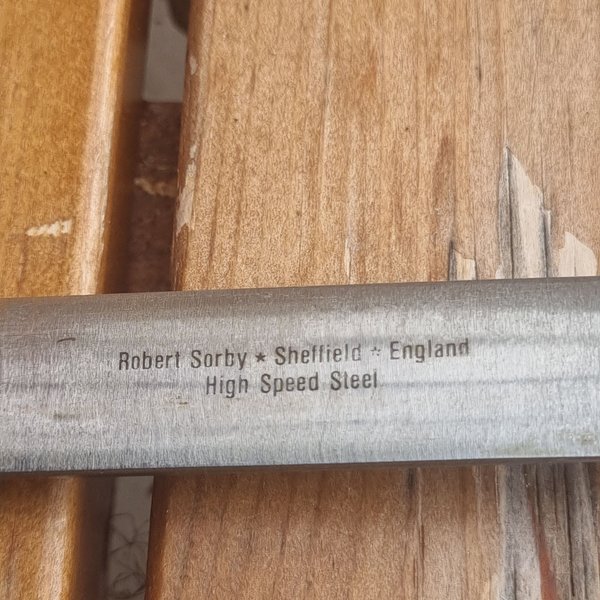 Robert Sorby ★ Sheffield ★ England
High Speed Steel